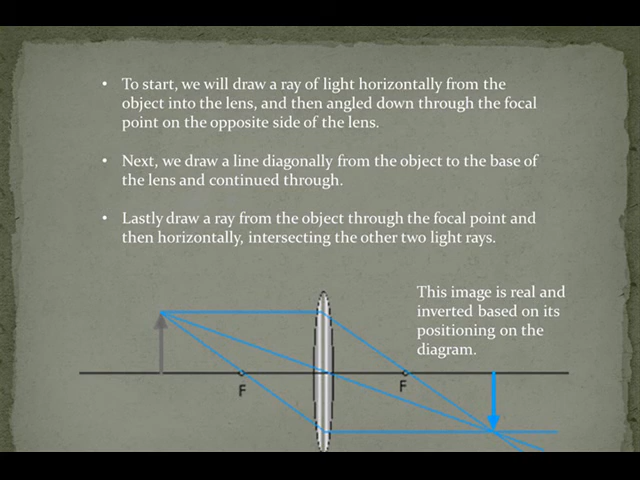 • To start, we will draw a ray of light horizontally from the
object into the lens, and then angled down through the focal
point on the opposite side of the lens.
• Next, we draw a line diagonally from the object to the base of
the lens and continued through.
• Lastly draw a ray from the object through the focal point and
then horizontally, intersecting the other two light rays.
This image is real and
inverted based on its
positioning on the
diagram.
F
F